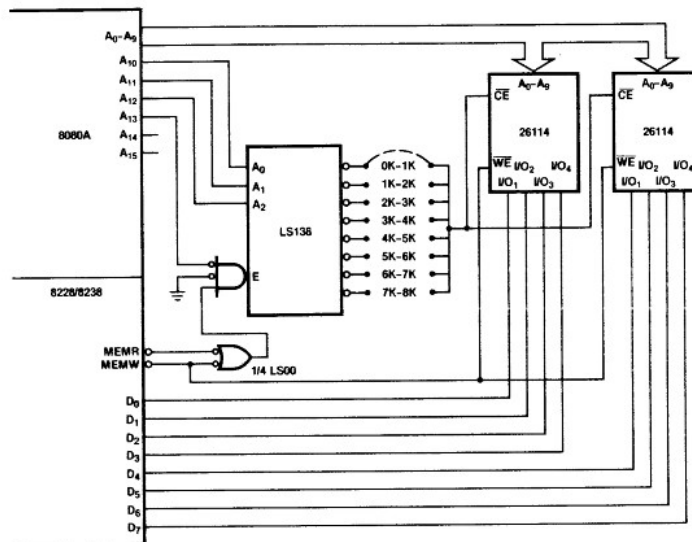 A0–A9
A10
A11
A12
A13
8080A
A14
A15
8228/8238
MEMR
MEMW
D0
D1
D2
D3
D4
D5
D6
D7
A0
A1
A2
LS138
E
1/4 LS00
0K-1K
1K-2K
2K-3K
3K-4K
4K-5K
5K-6K
6K-7K
7K-8K
A0–A9
CE
26114
WE I/O2 I/O4
I/O1 I/O3
A0–A9
CE
26114
WE I/O2 I/O4
I/O1 I/O3